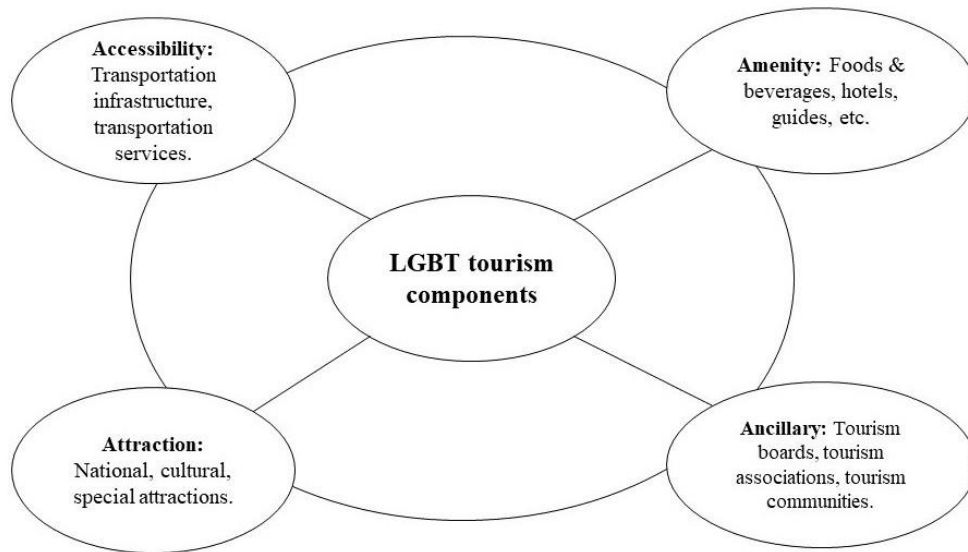 Accessibility:
Transportation
infrastructure,
transportation
services.
Amenity: Foods &
beverages, hotels,
guides, etc.
LGBT tourism
components
Attraction:
National, cultural,
special attractions.
Ancillary: Tourism
boards, tourism
associations, tourism
communities.